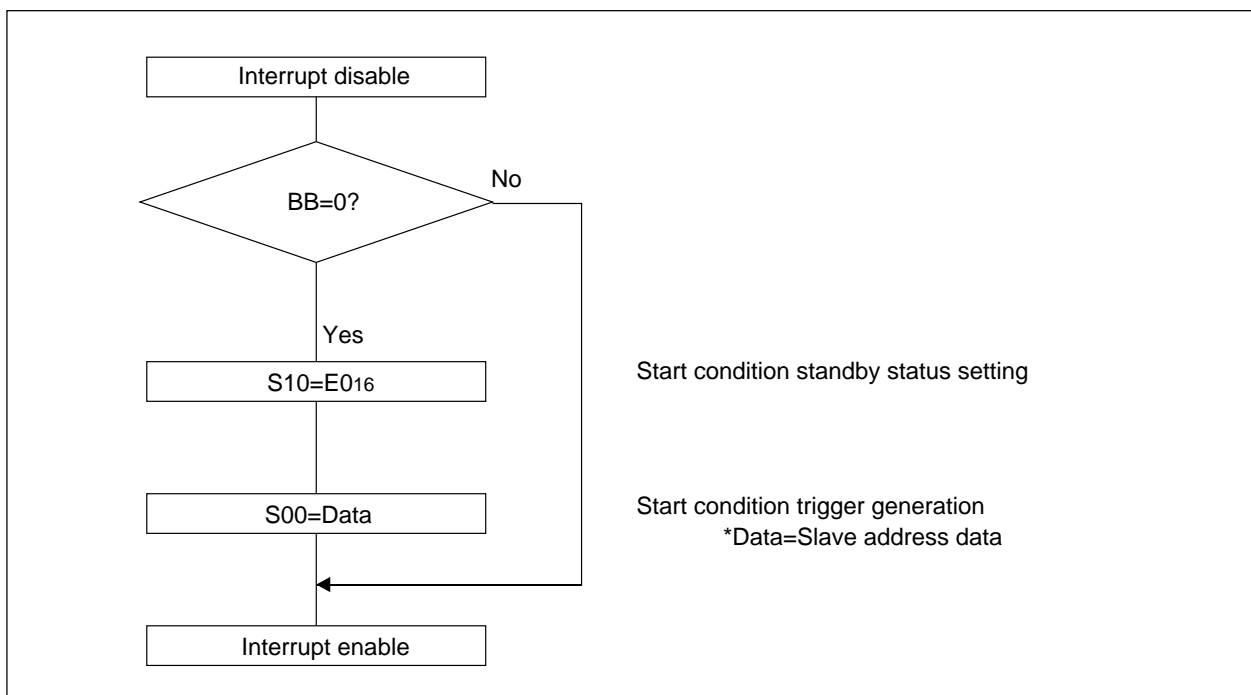 Interrupt disable
BB=0?
No
Yes
S10=E016
Start condition standby status setting
S00=Data
Start condition trigger generation
*Data=Slave address data
Interrupt enable